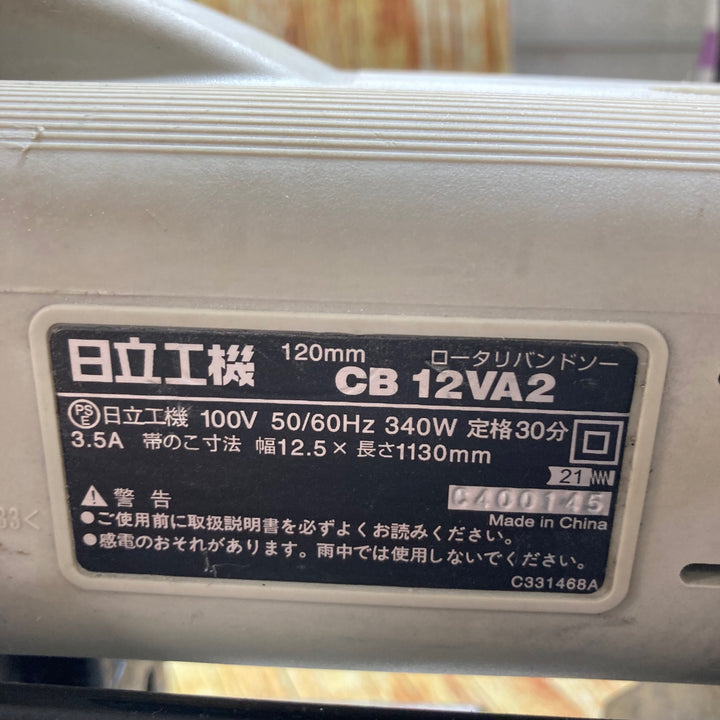 日立工機 120mm ロータリバンドソー
CB 12VA2
PSE 日立工機 100V 50/60Hz 340W 定格30分
3.5A 帯のこ寸法 幅12.5×長さ1130mm
21
C400145
Made in China
警告
●ご使用前に取扱説明書を必ずよくお読みください。
●感電のおそれがあります。雨中では使用しないでください。
C331468A